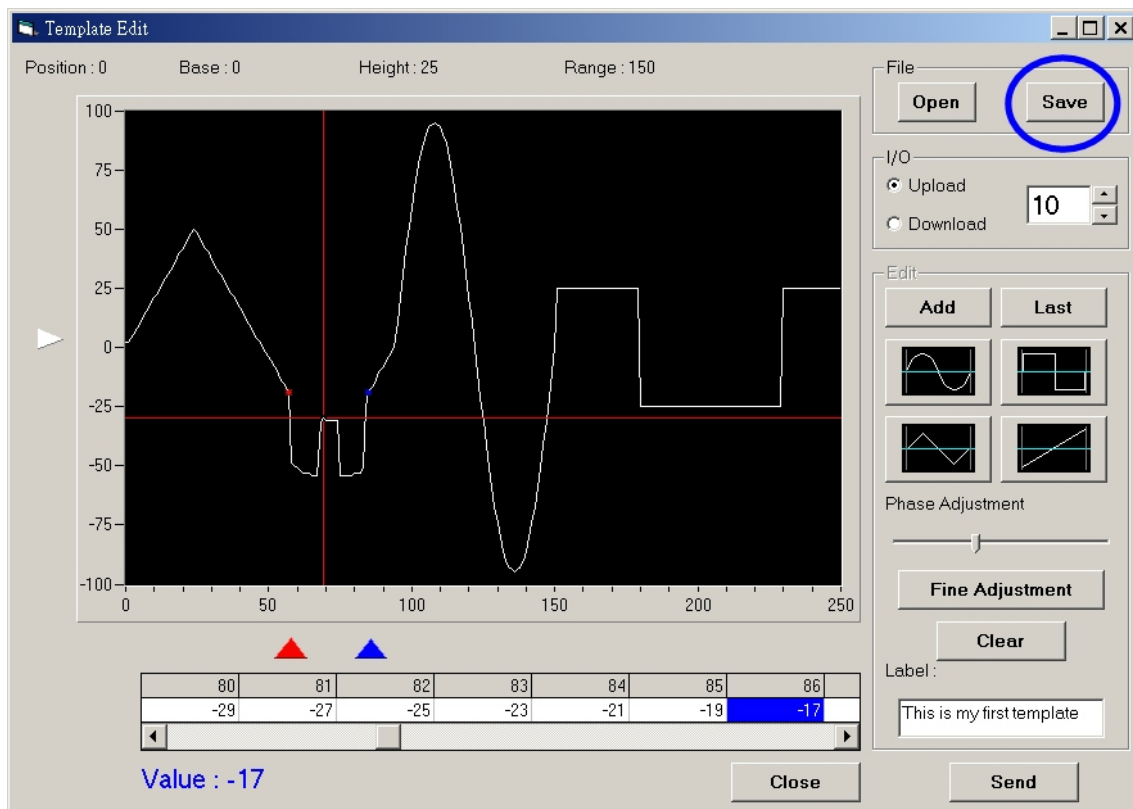 Template Edit
Position : 0 Base : 0 Height : 25 Range : 150
File
Open Save
I/O
Upload
Download
10
Edit
Add Last
Phase Adjustment
Fine Adjustment
Clear
Label :
This is my first template
100
75
50
25
0
-25
-50
-75
-100
0 50 100 150 200 250
80 81 82 83 84 85 86
-29 -27 -25 -23 -21 -19 -17
Value : -17
Close Send